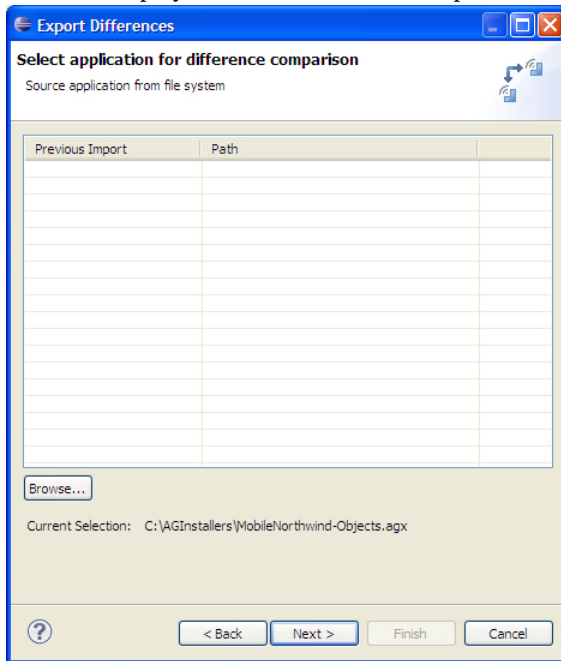 Export Differences
Select application for difference comparison
Source application from file system
Previous Import Path
Browse...
Current Selection: C:\AGInstallers\MobileNorthwind-Objects.agx
? < Back Next > Finish Cancel